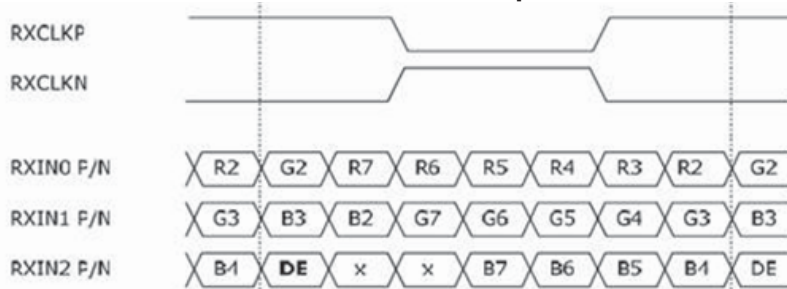 RXCLKP
RXCLKN
RXIN0 P/N R2 G2 R7 R6 R5 R4 R3 R2 G2
RXIN1 P/N G3 B3 B2 G7 G6 G5 G4 G3 B3
RXIN2 P/N B4 DE x x B7 B6 B5 B4 DE